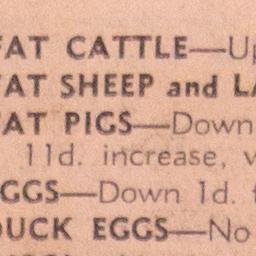 FAT CATTLE—Up
FAT SHEEP and LA
FAT PIGS—Down
11d. increase, w
GGS—Down 1d. f
DUCK EGGS—No